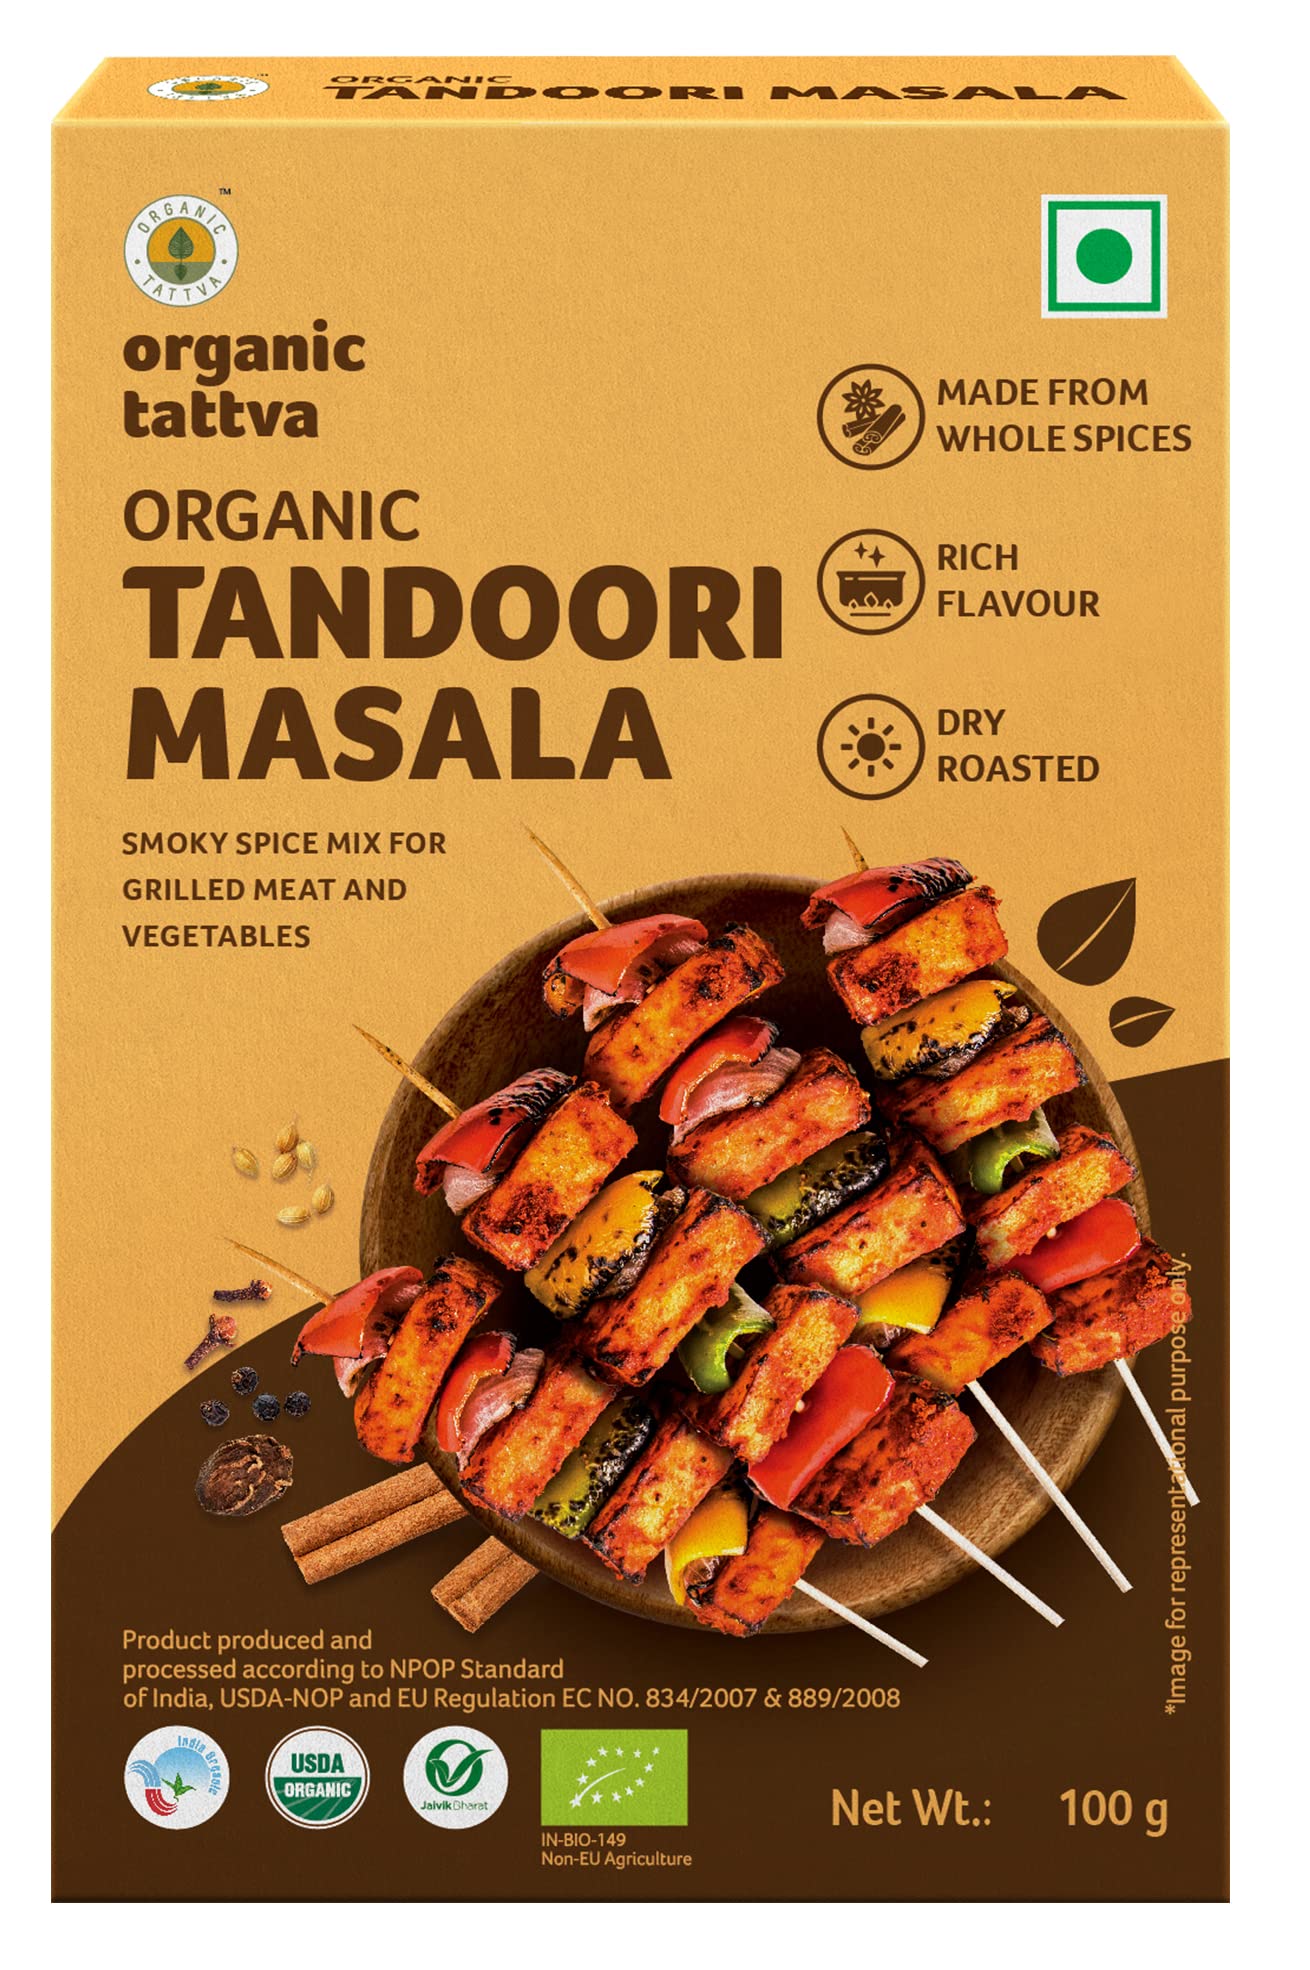 ORGANIC
TANDOORI MASALA
ORGANIC TATTVA
TM
organic
tattva
ORGANIC
TANDOORI
MASALA
SMOKY SPICE MIX FOR
GRILLED MEAT AND
VEGETABLES
MADE FROM
WHOLE SPICES
RICH
FLAVOUR
DRY
ROASTED
*Image for representational purpose only.
Product produced and
processed according to NPOP Standard
of India, USDA-NOP and EU Regulation EC NO. 834/2007 & 889/2008
India Organic
USDA
ORGANIC
Jaivik Bharat
IN-BIO-149
Non-EU Agriculture
Net Wt.: 100 g